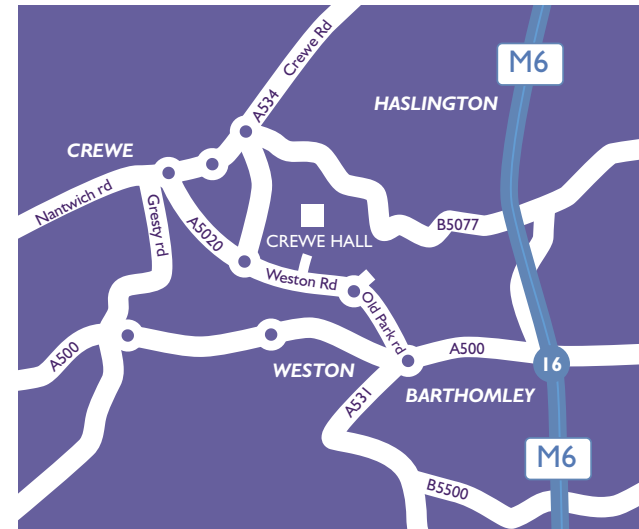 Crewe Rd
A534
M6
HASLINGTON
CREWE
Nantwich rd
Gresty rd
A5020
B5077
CREWE HALL
Weston Rd
Old Park rd
A500
A500
16
WESTON
BARTHOMLEY
A531
M6
B5500